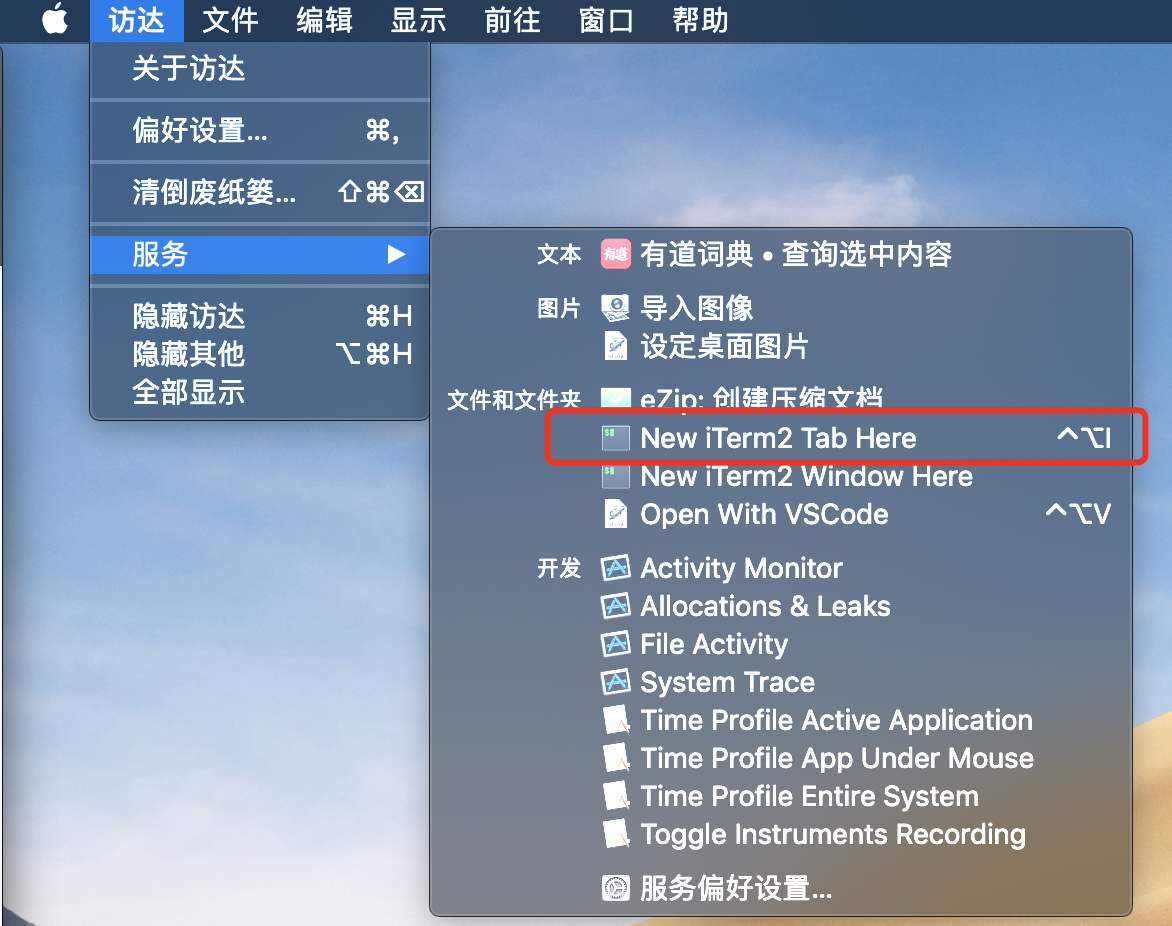 访达 文件 编辑 显示 前往 窗口 帮助
关于访达
偏好设置... ⌘,
清倒废纸篓... ⇧⌘⌫
服务 ▶
隐藏访达 ⌘H
隐藏其他 ⌥⌘H
全部显示
文本 有道 有道词典 • 查询选中内容
图片 导入图像
设定桌面图片
文件和文件夹 eZip: 创建压缩文档
$ New iTerm2 Tab Here ^⌥I
$ New iTerm2 Window Here
Open With VSCode ^⌥V
开发 Activity Monitor
Allocations & Leaks
File Activity
System Trace
Time Profile Active Application
Time Profile App Under Mouse
Time Profile Entire System
Toggle Instruments Recording
服务偏好设置...